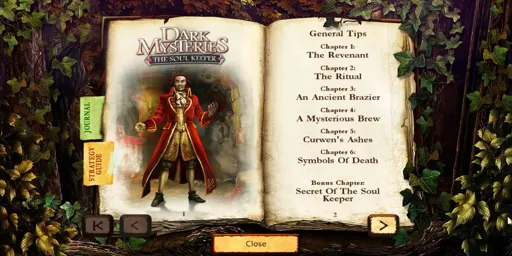 DARK
MYSTERIES
THE SOUL KEEPER
JOURNAL
STRATEGY
GUIDE
1
General Tips
Chapter 1:
The Revenant
Chapter 2:
The Ritual
Chapter 3:
An Ancient Brazier
Chapter 4:
A Mysterious Brew
Chapter 5:
Curwen's Ashes
Chapter 6:
Symbols Of Death
Bonus Chapter:
Secret Of The Soul
Keeper
2
Close